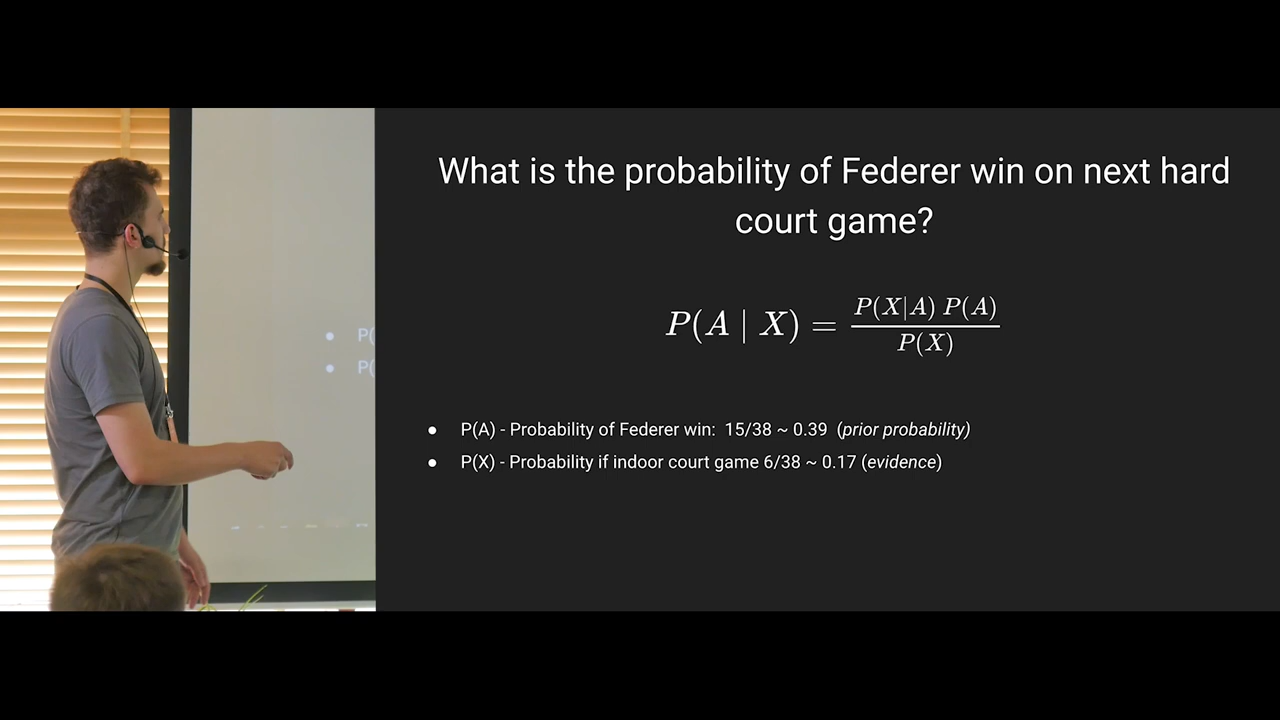 What is the probability of Federer win on next hard
court game?
P(A | X) = P(X|A) P(A) / P(X)
● P(A) - Probability of Federer win: 15/38 ~ 0.39 (prior probability)
● P(X) - Probability if indoor court game 6/38 ~ 0.17 (evidence)
● P(
● P(